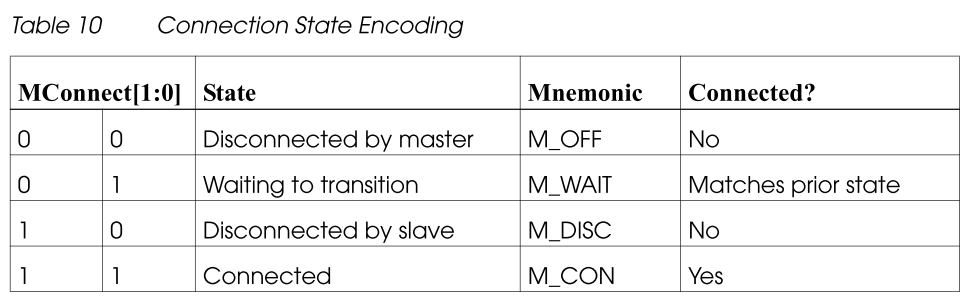 Table 10 Connection State Encoding
MConnect[1:0] State Mnemonic Connected?
0 0 Disconnected by master M_OFF No
0 1 Waiting to transition M_WAIT Matches prior state
1 0 Disconnected by slave M_DISC No
1 1 Connected M_CON Yes